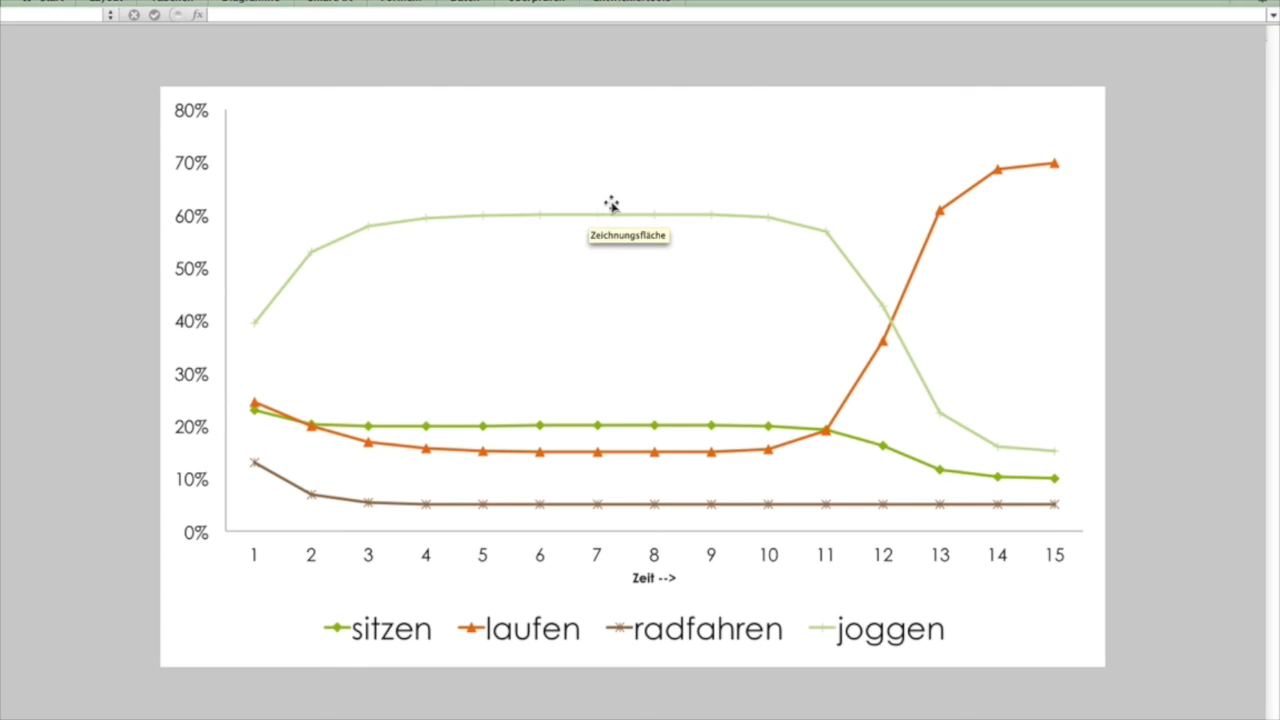 fx
80%
70%
60%
Zeichnungsfläche
50%
40%
30%
20%
10%
0%
1 2 3 4 5 6 7 8 9 10 11 12 13 14 15
Zeit -->
sitzen laufen radfahren joggen